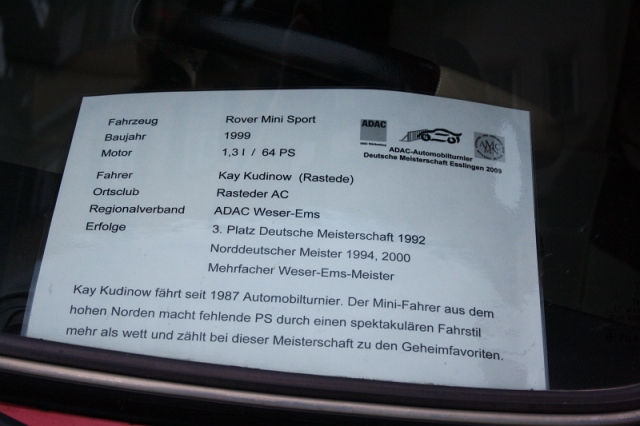 Fahrzeug Rover Mini Sport
Baujahr 1999
Motor 1,3 l / 64 PS
ADAC
ADAC-Automobilturnier
Deutsche Meisterschaft Esslingen 2009
Fahrer Kay Kudinow (Rastede)
Ortsclub Rasteder AC
Regionalverband ADAC Weser-Ems
Erfolge 3. Platz Deutsche Meisterschaft 1992
Norddeutscher Meister 1994, 2000
Mehrfacher Weser-Ems-Meister
Kay Kudinow fährt seit 1987 Automobilturnier. Der Mini-Fahrer aus dem
hohen Norden macht fehlende PS durch einen spektakulären Fahrstil
mehr als wett und zählt bei dieser Meisterschaft zu den Geheimfavoriten.